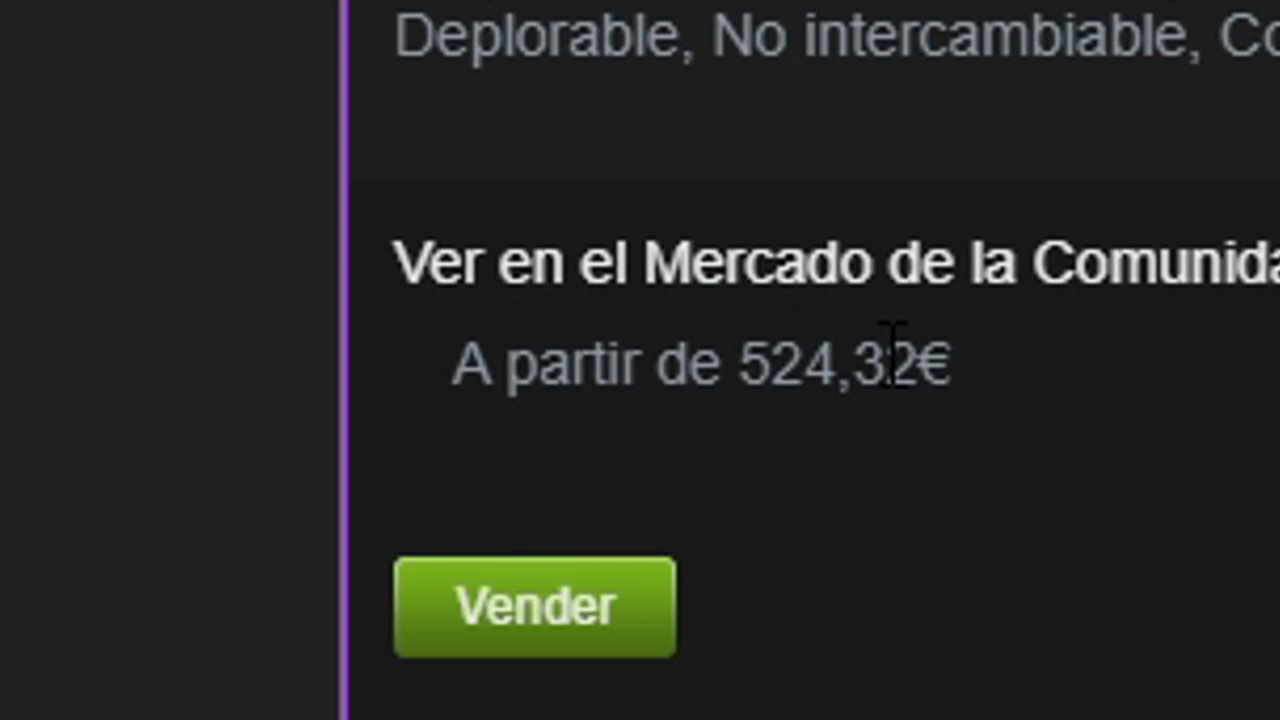 Deplorable, No intercambiable,
Ver en el Mercado de la
A partir de 524,32€
Vender